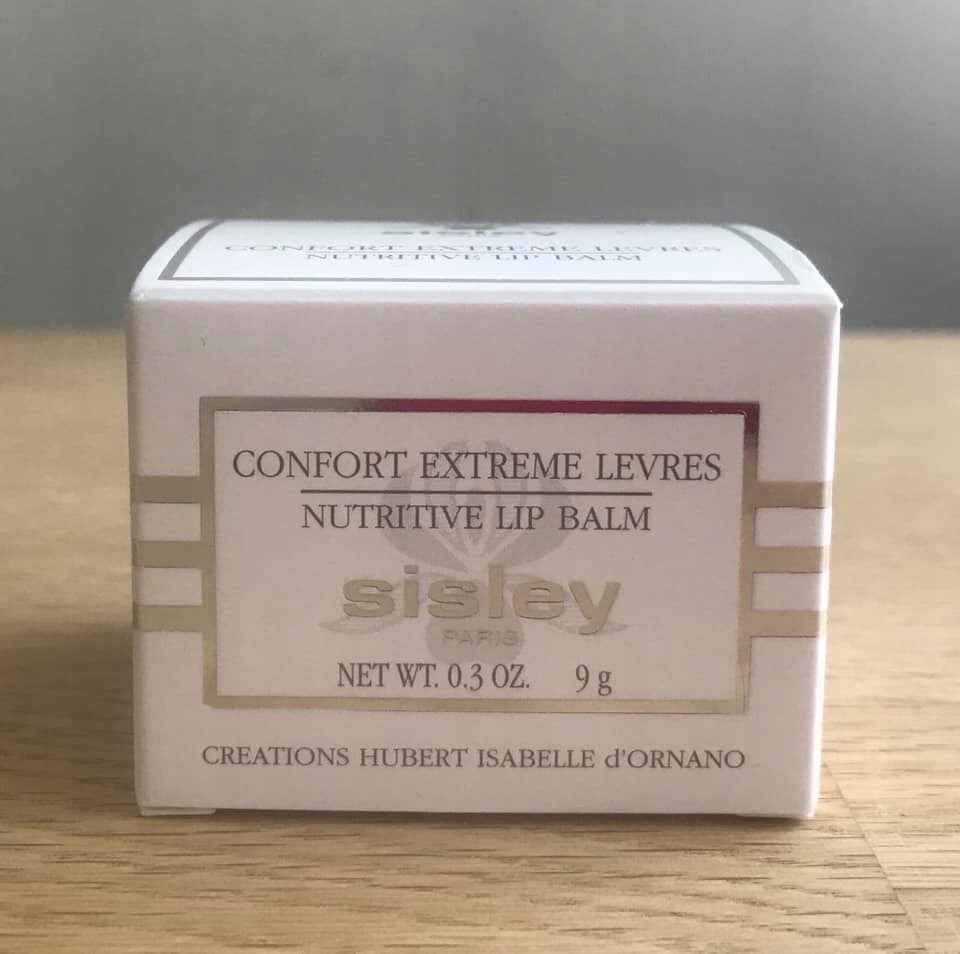 sisley
CONFORT EXTREME LEVRES
NUTRITIVE LIP BALM
CONFORT EXTREME LEVRES
NUTRITIVE LIP BALM
sisley
PARIS
NET WT. 0.3 OZ. 9 g
CREATIONS HUBERT ISABELLE d'ORNANO